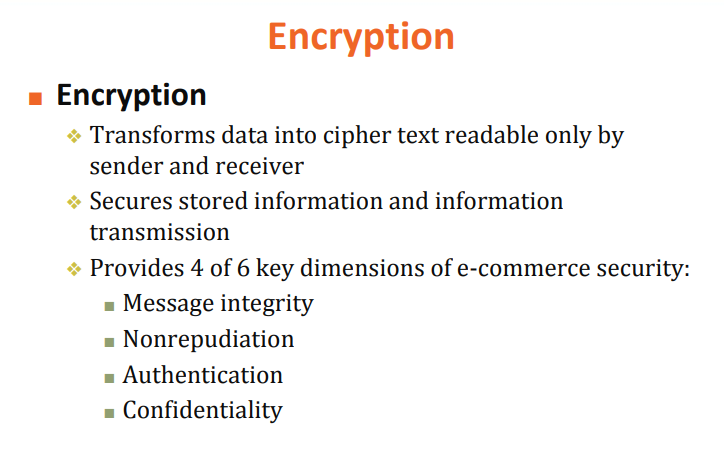 Encryption
Encryption
Transforms data into cipher text readable only by
sender and receiver
Secures stored information and information
transmission
Provides 4 of 6 key dimensions of e-commerce security:
Message integrity
Nonrepudiation
Authentication
Confidentiality